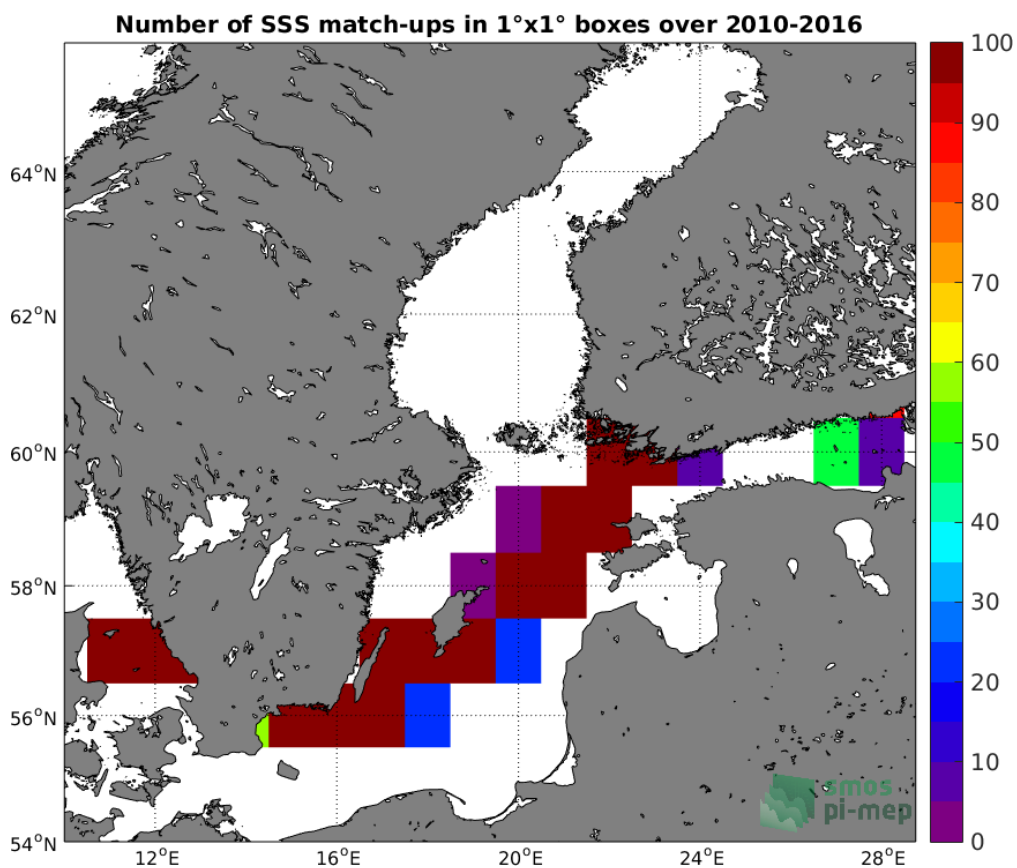 Number of SSS match-ups in 1°x1° boxes over 2010-2016
100
90
80
70
60
50
40
30
20
10
0
64°N
62°N
60°N
58°N
56°N
54°N
12°E
16°E
20°E
24°E
28°E
smos
pi-mep